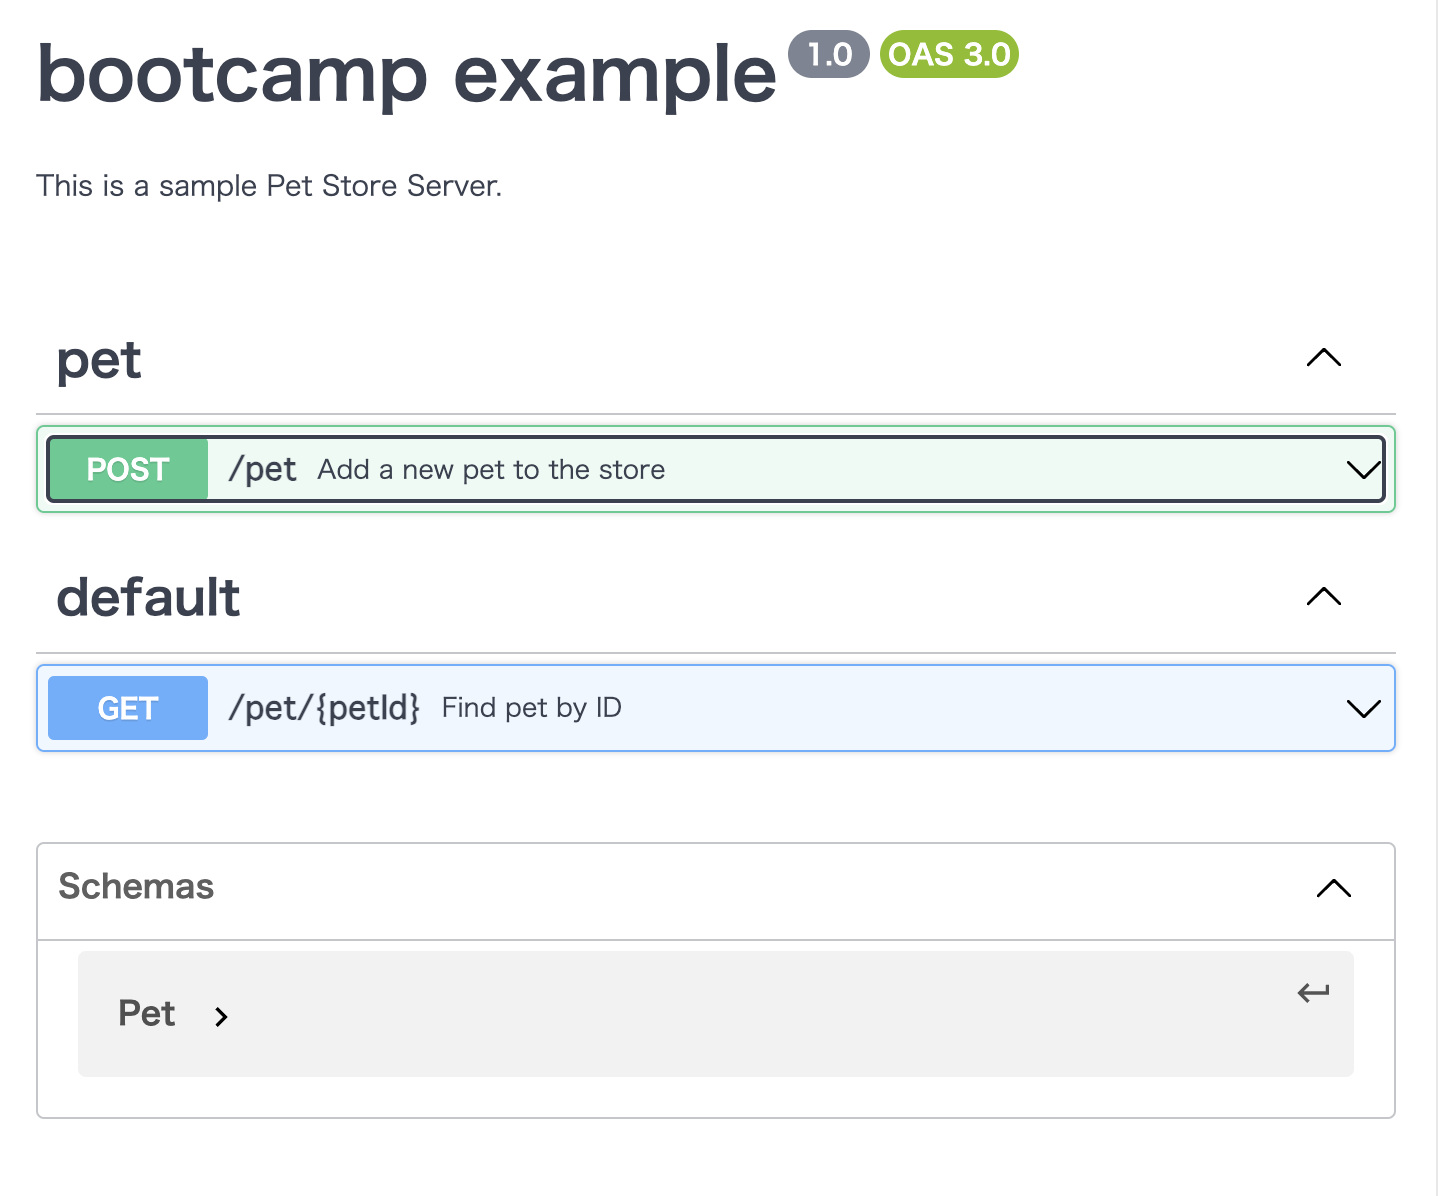 bootcamp example 1.0 OAS 3.0
This is a sample Pet Store Server.
pet
POST /pet Add a new pet to the store
default
GET /pet/{petId} Find pet by ID
Schemas
Pet